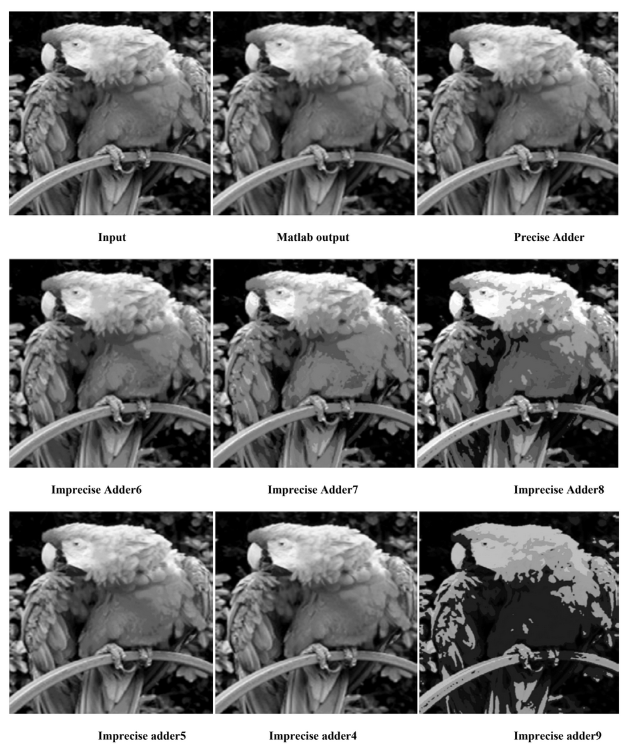 Input
Matlab output
Precise Adder
Imprecise Adder6
Imprecise Adder7
Imprecise Adder8
Imprecise adder5
Imprecise adder4
Imprecise adder9